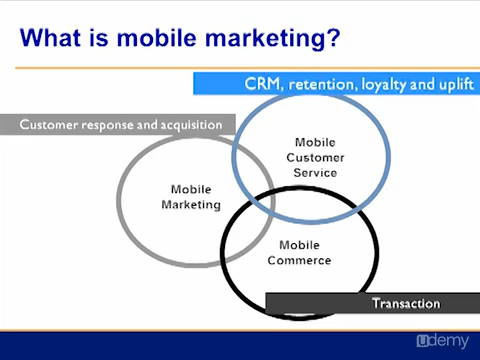 What is mobile marketing?
CRM, retention, loyalty and uplift
Customer response and acquisition
Mobile
Customer
Service
Mobile
Marketing
Mobile
Commerce
Transaction
udemy